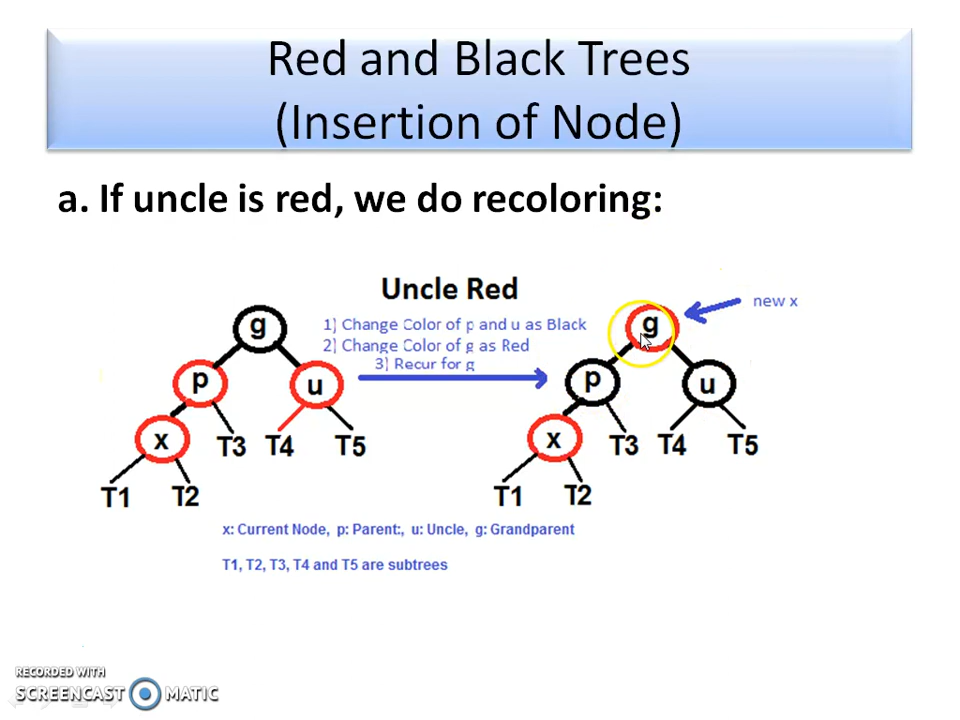 Red and Black Trees
(Insertion of Node)
a. If uncle is red, we do recoloring:
Uncle Red
1) Change Color of p and u as Black
2) Change Color of g as Red
3) Recur for g
new x
g
p
u
x
T3
T4
T5
T1
T2
g
p
u
x
T3
T4
T5
T1
T2
x: Current Node, p: Parent:, u: Uncle, g: Grandparent
T1, T2, T3, T4 and T5 are subtrees
RECORDED WITH
SCREENCAST MATIC